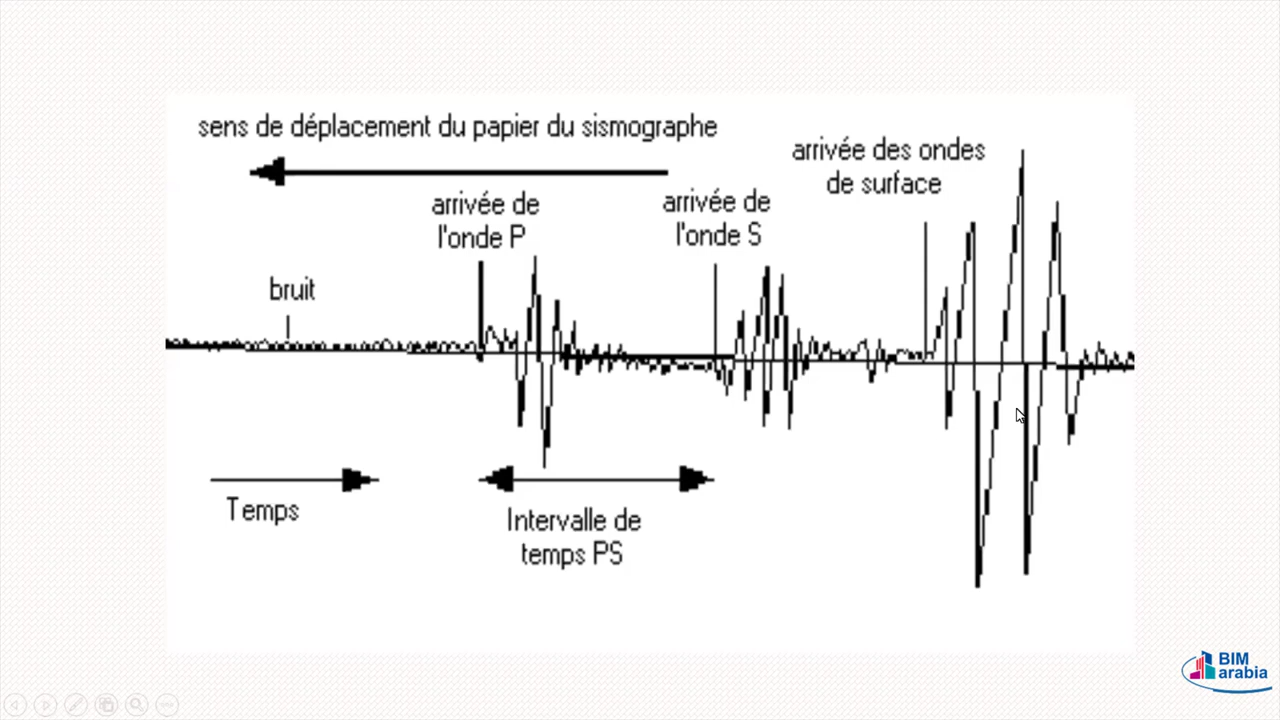 sens de déplacement du papier du sismographe
arrivée des ondes
de surface
arrivée de
l'onde P
arrivée de
l'onde S
bruit
Temps
Intervalle de
temps PS
BIM
arabia